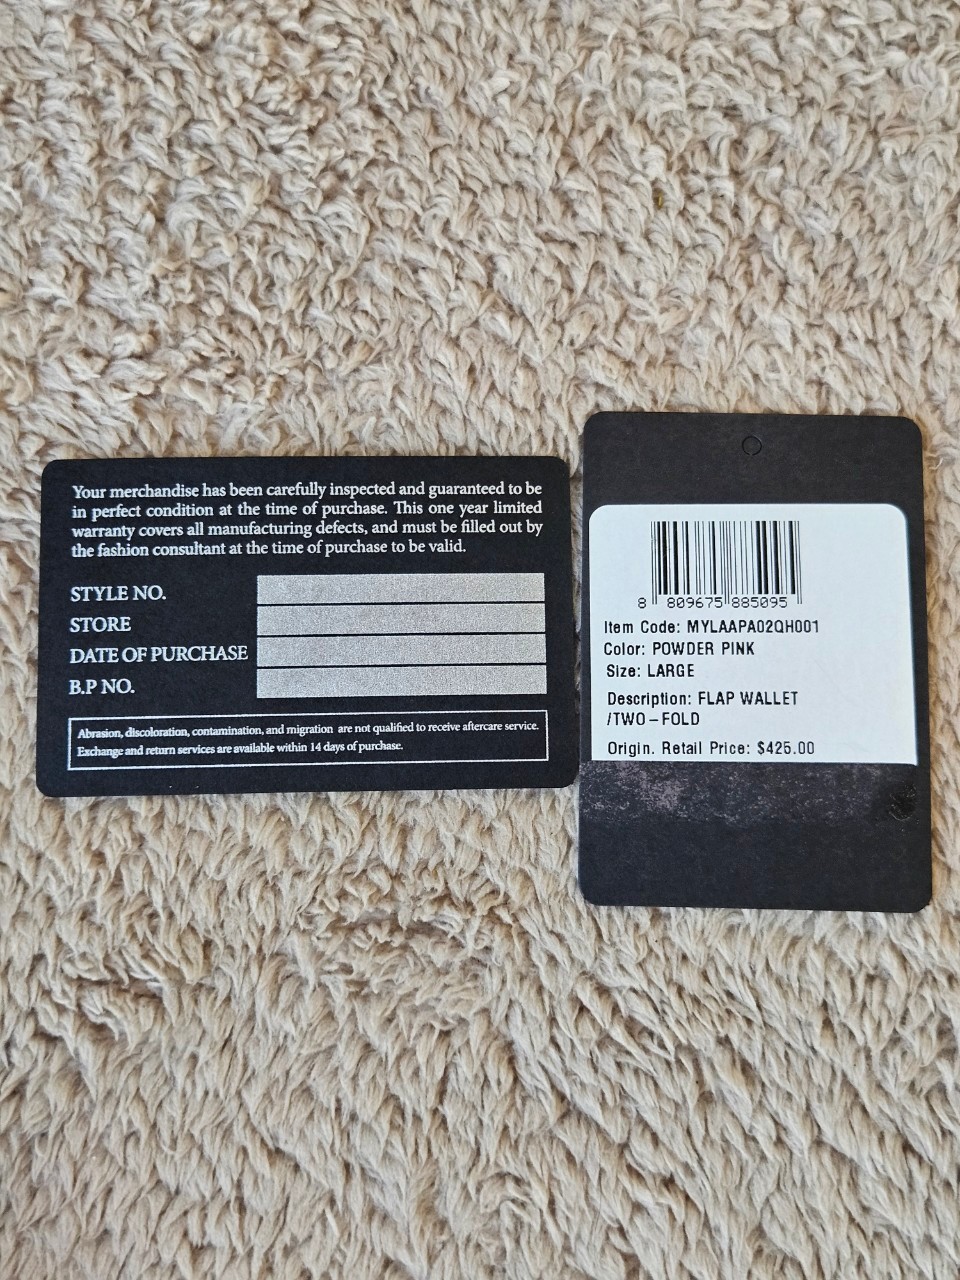 Your merchandise has been carefully inspected and guaranteed to be
in perfect condition at the time of purchase. This one year limited
warranty covers all manufacturing defects, and must be filled out by
the fashion consultant at the time of purchase to be valid.
STYLE NO.
STORE
DATE OF PURCHASE
B.P NO.
Abrasion, discoloration, contamination, and migration are not qualified to receive aftercare service.
Exchange and return services are available within 14 days of purchase.
8 809675 885095
Item Code: MYLAAPA02QH001
Color: POWDER PINK
Size: LARGE
Description: FLAP WALLET
/TWO-FOLD
Origin. Retail Price: $425.00